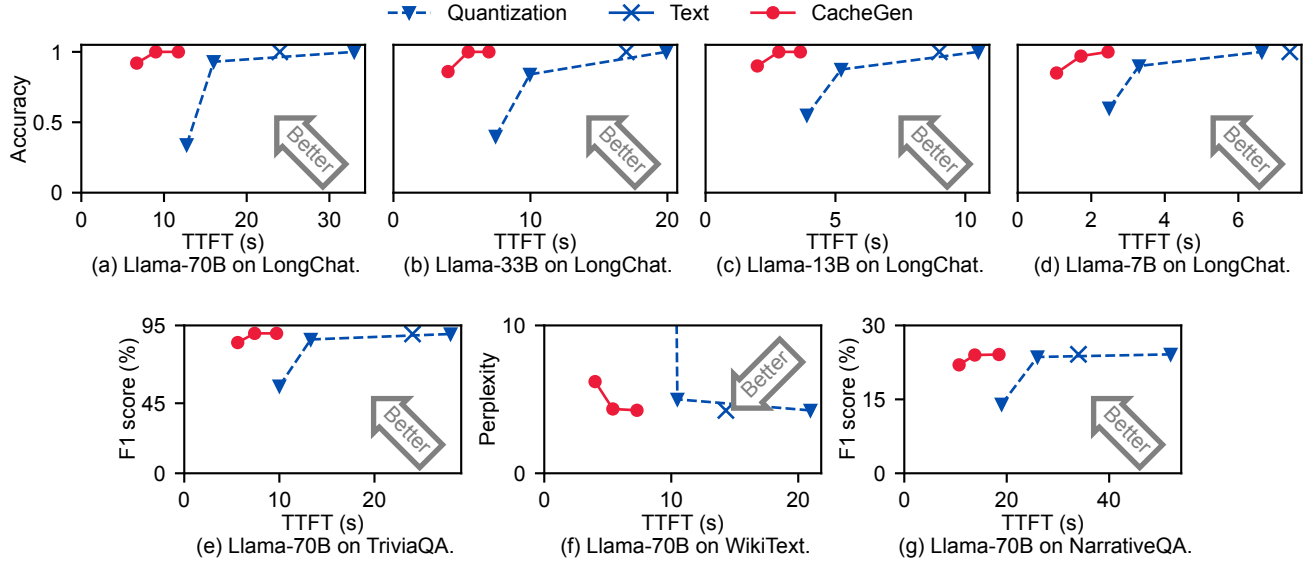 Quantization Text CacheGen
Accuracy
1
0.5
0
Better
0 10 20 30
TTFT (s)
(a) Llama-70B on LongChat.
Better
0 10 20
TTFT (s)
(b) Llama-33B on LongChat.
Better
0 5 10
TTFT (s)
(c) Llama-13B on LongChat.
Better
0 2 4 6
TTFT (s)
(d) Llama-7B on LongChat.
F1 score (%)
95
45
0
Better
0 10 20
TTFT (s)
(e) Llama-70B on TriviaQA.
Perplexity
10
0
Better
0 10 20
TTFT (s)
(f) Llama-70B on WikiText.
F1 score (%)
30
15
0
Better
0 20 40
TTFT (s)
(g) Llama-70B on NarrativeQA.